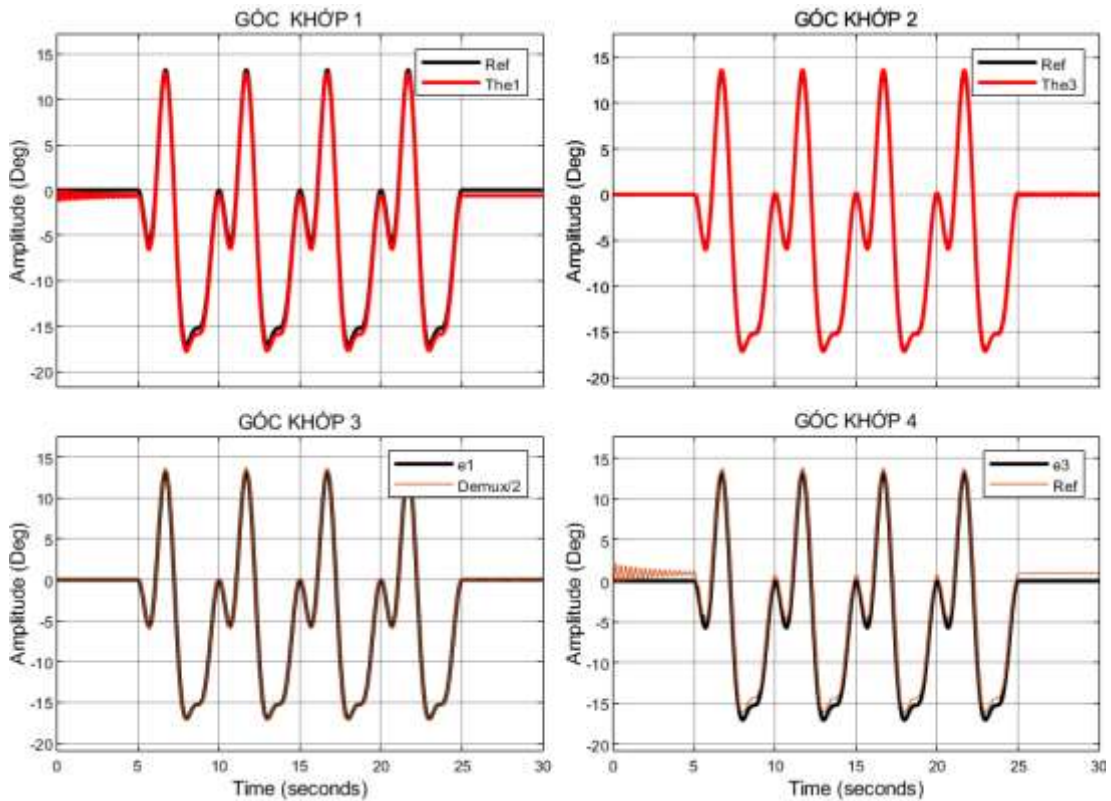 GÓC KHỚP 1
15
10
5
0
-5
-10
-15
-20
Amplitude (Deg)
Ref
The1
GÓC KHỚP 2
15
10
5
0
-5
-10
-15
-20
Amplitude (Deg)
Ref
The3
GÓC KHỚP 3
15
10
5
0
-5
-10
-15
-20
Amplitude (Deg)
e1
Demux/2
0 5 10 15 20 25 30
Time (seconds)
GÓC KHỚP 4
15
10
5
0
-5
-10
-15
-20
Amplitude (Deg)
e3
Ref
0 5 10 15 20 25 30
Time (seconds)